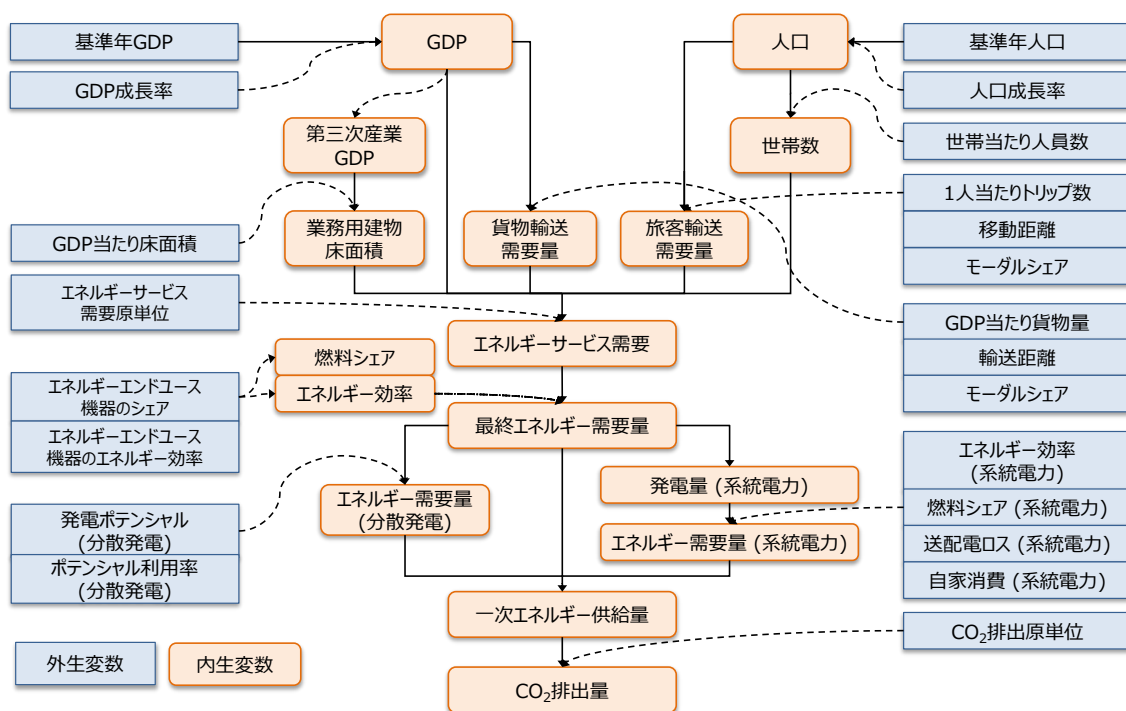 基準年GDP
GDP
人口
基準年人口
GDP成長率
人口成長率
第三次産業
GDP
世帯数
世帯当たり人員数
1人当たりトリップ数
GDP当たり床面積
業務用建物
床面積
貨物輸送
需要量
旅客輸送
需要量
移動距離
モーダルシェア
エネルギーサービス
需要原単位
エネルギーサービス需要
GDP当たり貨物量
輸送距離
モーダルシェア
燃料シェア
エネルギー効率
エネルギーエンドユース
機器のシェア
エネルギーエンドユース
機器のエネルギー効率
最終エネルギー需要量
エネルギー効率
(系統電力)
燃料シェア (系統電力)
送配電ロス (系統電力)
自家消費 (系統電力)
発電ポテンシャル
(分散発電)
ポテンシャル利用率
(分散発電)
エネルギー需要量
(分散発電)
発電量 (系統電力)
エネルギー需要量 (系統電力)
一次エネルギー供給量
CO₂排出原単位
外生変数
内生変数
CO₂排出量